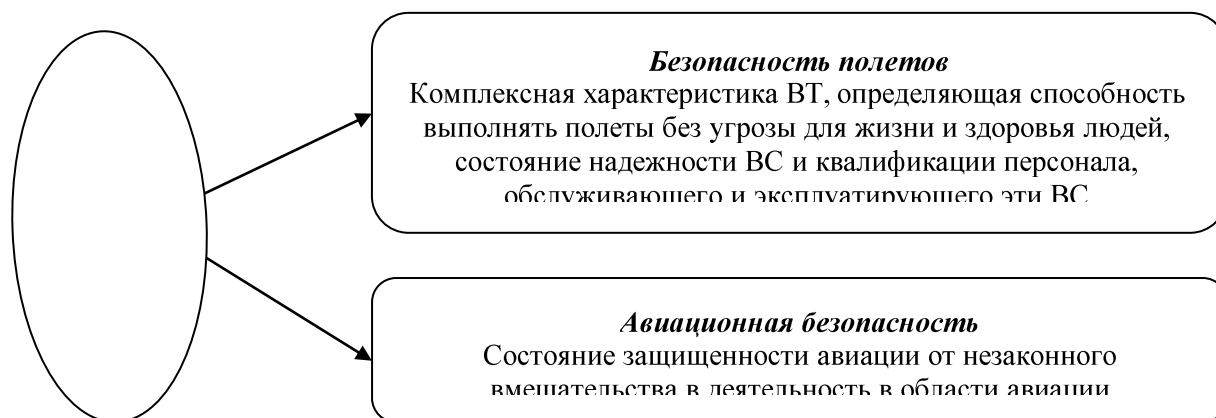 Безопасность полетов
Комплексная характеристика ВТ, определяющая способность
выполнять полеты без угрозы для жизни и здоровья людей,
состояние надежности ВС и квалификации персонала,
обслуживающего и эксплуатирующего эти ВС
Авиационная безопасность
Состояние защищенности авиации от незаконного
вмешательства в деятельность в области авиации